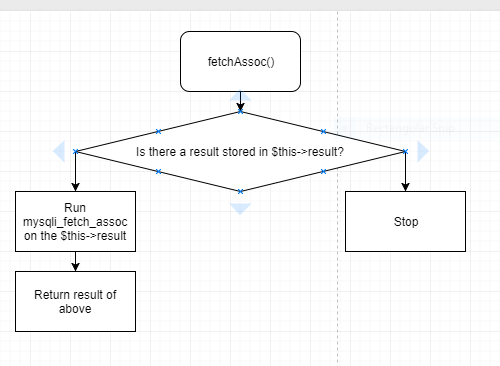 fetchAssoc()
Is there a result stored in $this->result?
Run
mysqli_fetch_assoc
on the $this->result
Stop
Return result of
above